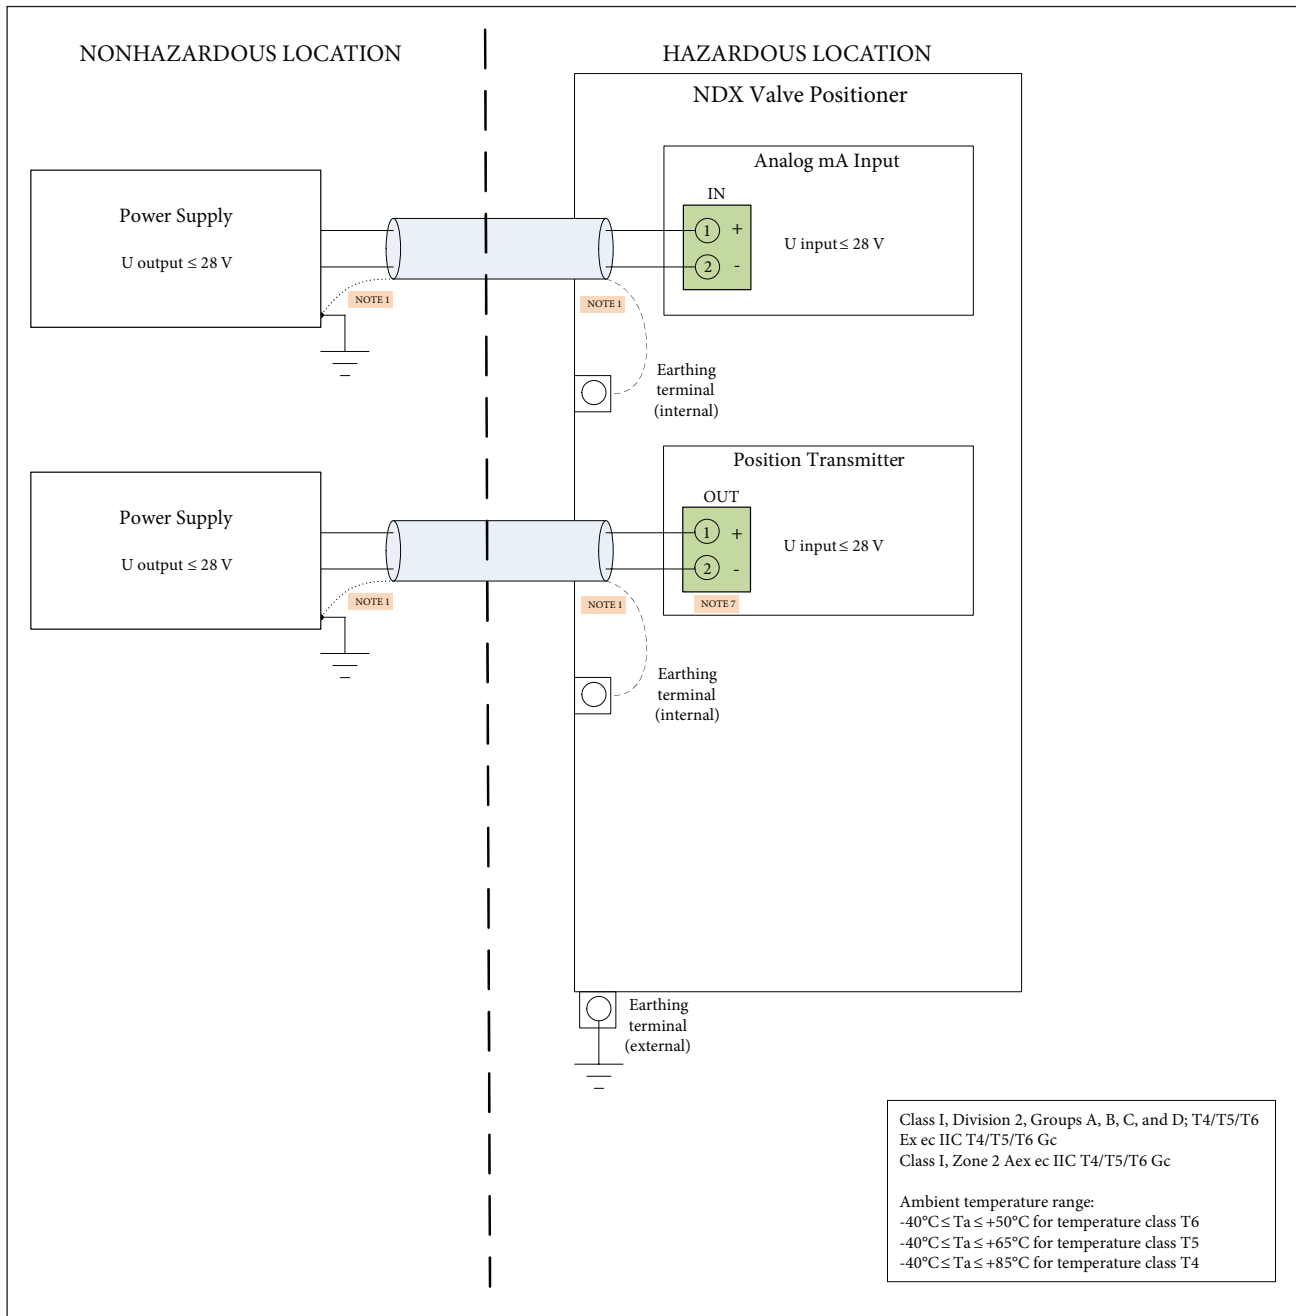 NONHAZARDOUS LOCATION
HAZARDOUS LOCATION
NDX Valve Positioner
Analog mA Input
IN
1 +
2 -
U input ≤ 28 V
Power Supply
U output ≤ 28 V
NOTE 1
NOTE 1
Earthing
terminal
(internal)
Position Transmitter
OUT
1 +
2 -
U input ≤ 28 V
NOTE 7
Power Supply
U output ≤ 28 V
NOTE 1
NOTE 1
Earthing
terminal
(internal)
Earthing
terminal
(external)
Class I, Division 2, Groups A, B, C, and D; T4/T5/T6
Ex ec IIC T4/T5/T6 Gc
Class I, Zone 2 Aex ec IIC T4/T5/T6 Gc
Ambient temperature range:
-40°C ≤ Ta ≤ +50°C for temperature class T6
-40°C ≤ Ta ≤ +65°C for temperature class T5
-40°C ≤ Ta ≤ +85°C for temperature class T4